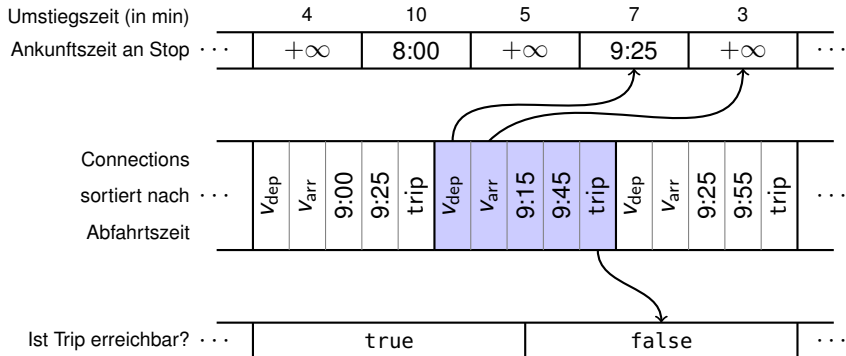 Umstiegszeit (in min) 4 10 5 7 3
Ankunftszeit an Stop ··· +∞ 8:00 +∞ 9:25 +∞ ···
Connections
sortiert nach ··· v_dep v_arr 9:00 9:25 trip v_dep v_arr 9:15 9:45 trip v_dep v_arr 9:25 9:55 trip ···
Abfahrtszeit
Ist Trip erreichbar? ··· true false ···